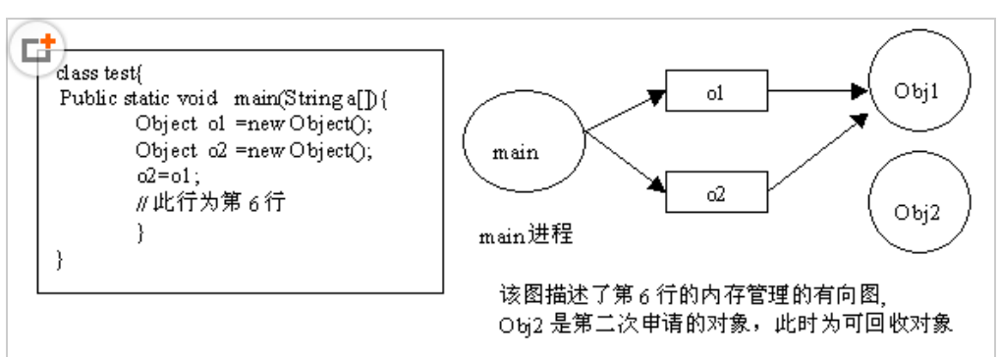 class test{
Public static void main(String a[]){
Object o1 =new Object();
Object o2 =new Object();
o2=o1;
//此行为第 6 行
}
}
main
o1
o2
Obj1
Obj2
main进程
该图描述了第 6 行的内存管理的有向图,
Obj2 是第二次申请的对象，此时为可回收对象